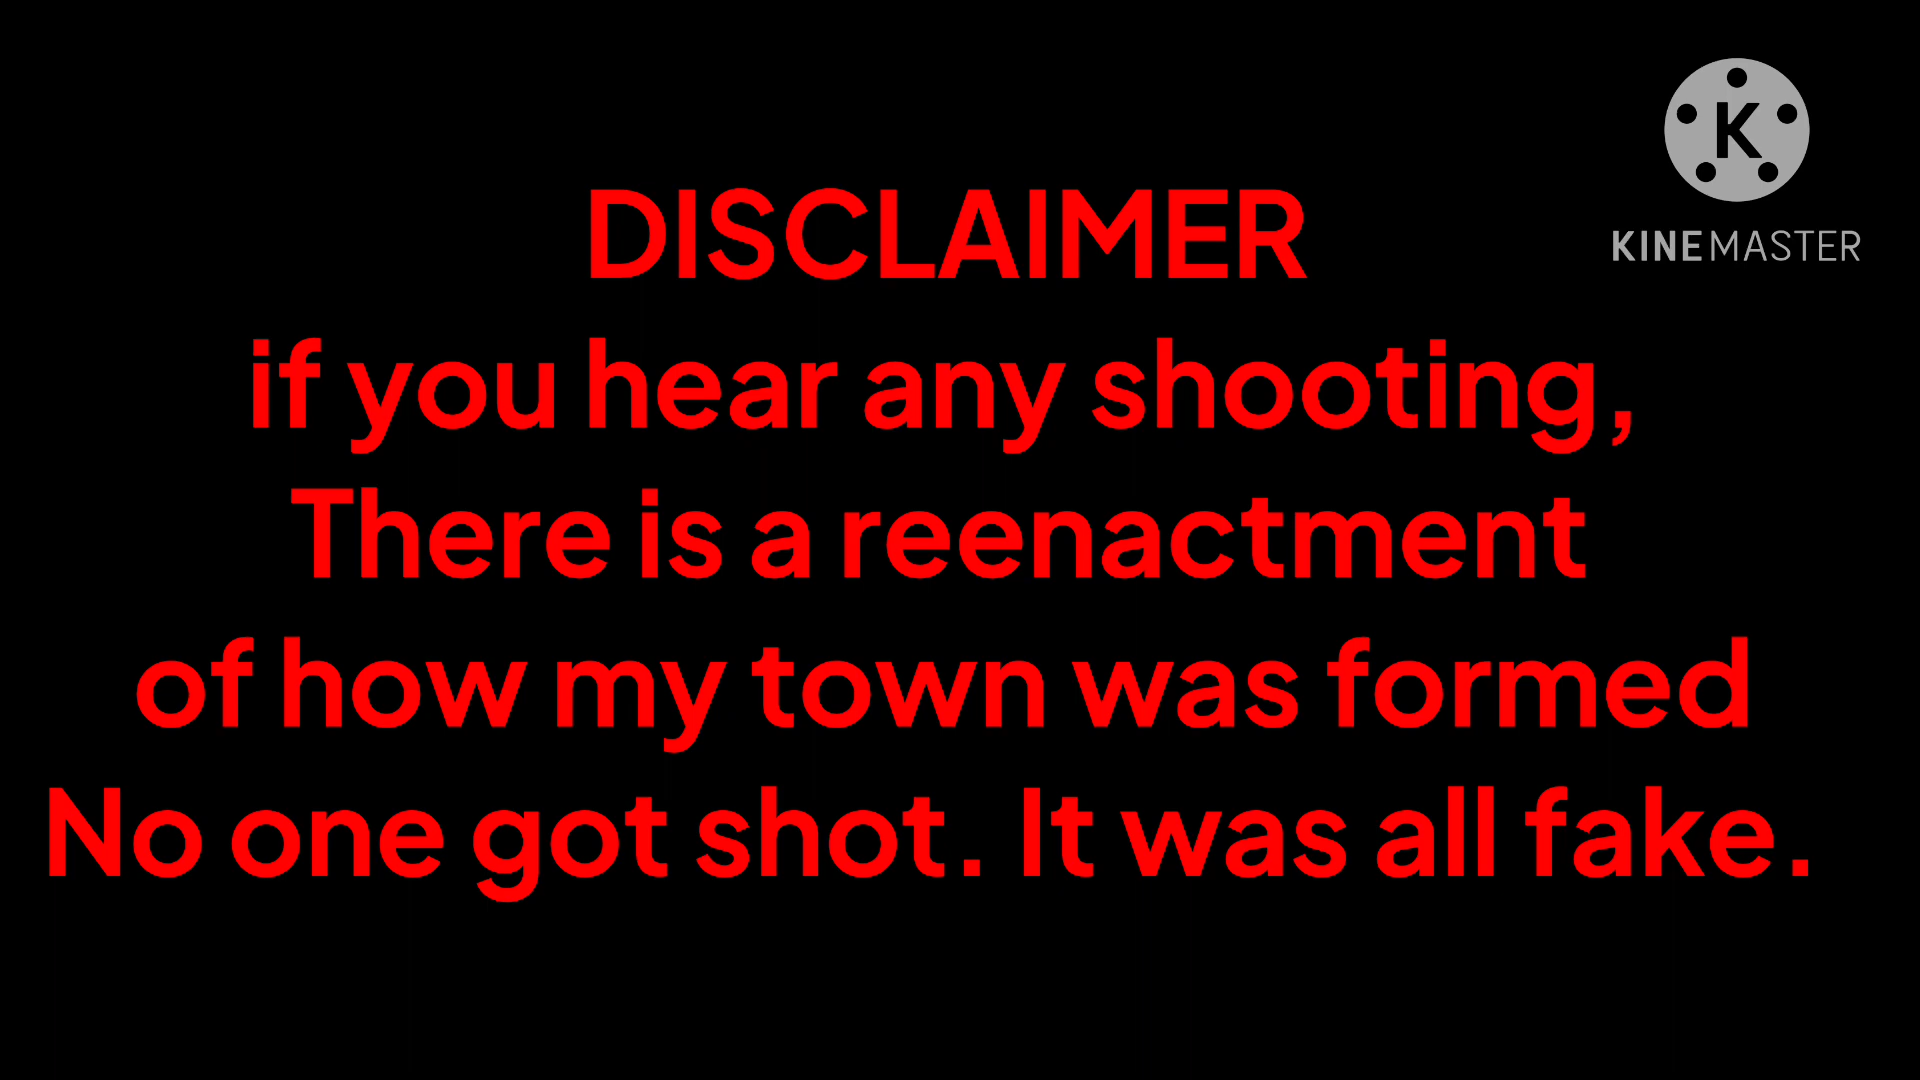 K
KINEMASTER
DISCLAIMER
if you hear any shooting,
There is a reenactment
of how my town was formed
No one got shot. It was all fake.